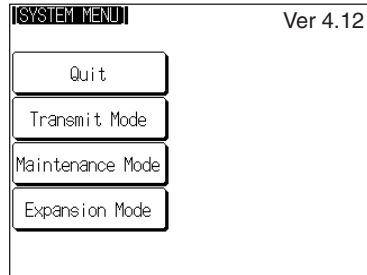 [SYSTEM MENU]
Ver 4.12
Quit
Transmit Mode
Maintenance Mode
Expansion Mode